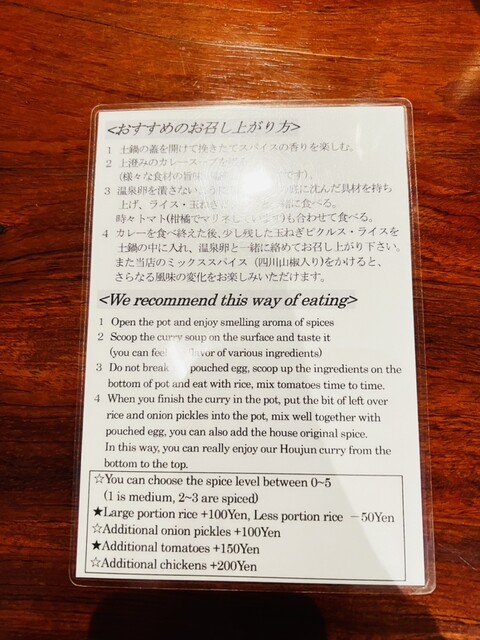 <おすすめのお召し上がり方>
1 土鍋の蓋を開けて挽きたてスパイスの香りを楽しむ。
2 上澄みのカレースープを
(様々な食材の旨味 です)。
3 温泉卵を潰さない 底に沈んだ具材を持ち
上げ、ライス・玉ねぎ 緒に食べる。
時々トマト(柑橘でマリネしています)も合わせて食べる。
4 カレーを食べ終えた後、少し残した玉ねぎピクルス・ライスを
土鍋の中に入れ、温泉卵と一緒に絡めてお召し上がり下さい。
また当店のミックススパイス (四川山椒入り)をかけると、
さらなる風味の変化をお楽しみいただけます。
<We recommend this way of eating>
1 Open the pot and enjoy smelling aroma of spices
2 Scoop the curry soup on the surface and taste it
(you can feel flavor of various ingredients)
3 Do not break pouched egg, scoop up the ingredients on the
bottom of pot and eat with rice, mix tomatoes time to time.
4 When you finish the curry in the pot, put the bit of left over
rice and onion pickles into the pot, mix well together with
pouched egg, you can also add the house original spice.
In this way, you can really enjoy our Houjun curry from the
bottom to the top.
☆You can choose the spice level between 0~5
(1 is medium, 2~3 are spiced)
★Large portion rice +100Yen, Less portion rice －50Yen
☆Additional onion pickles +100Yen
★Additional tomatoes +150Yen
☆Additional chickens +200Yen